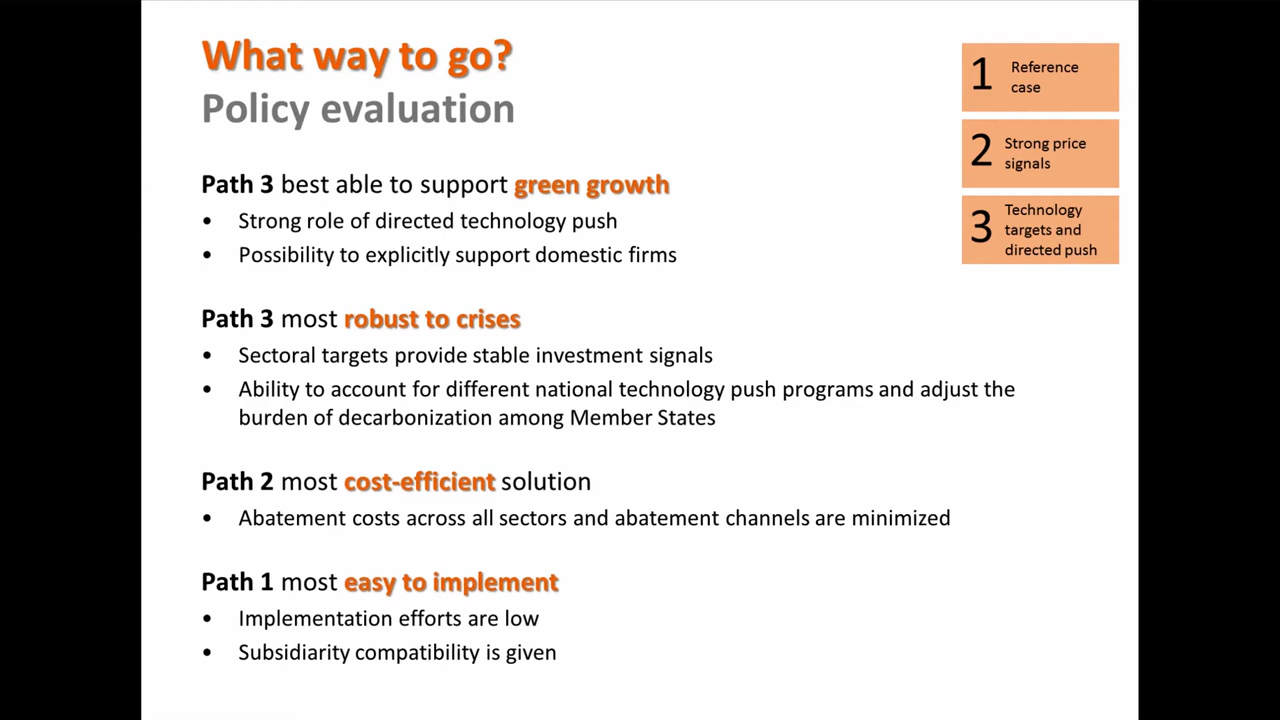 What way to go?
Policy evaluation
1 Reference
case
2 Strong price
signals
3 Technology
targets and
directed push
Path 3 best able to support green growth
• Strong role of directed technology push
• Possibility to explicitly support domestic firms
Path 3 most robust to crises
• Sectoral targets provide stable investment signals
• Ability to account for different national technology push programs and adjust the
burden of decarbonization among Member States
Path 2 most cost-efficient solution
• Abatement costs across all sectors and abatement channels are minimized
Path 1 most easy to implement
• Implementation efforts are low
• Subsidiarity compatibility is given